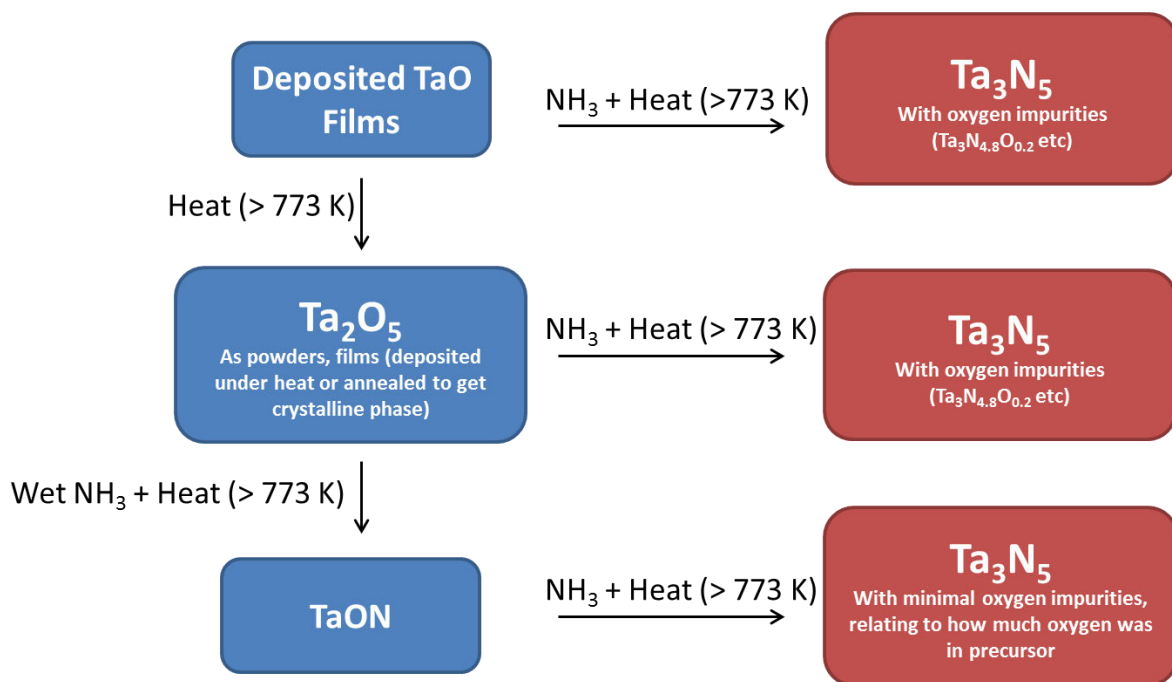 Deposited TaO
Films
NH₃ + Heat (>773 K)
Ta₃N₅
With oxygen impurities
(Ta₃N₄.₈O₀.₂ etc)
Heat (> 773 K)
Ta₂O₅
As powders, films (deposited
under heat or annealed to get
crystalline phase)
NH₃ + Heat (> 773 K)
Ta₃N₅
With oxygen impurities
(Ta₃N₄.₈O₀.₂ etc)
Wet NH₃ + Heat (> 773 K)
TaON
NH₃ + Heat (> 773 K)
Ta₃N₅
With minimal oxygen impurities,
relating to how much oxygen was
in precursor